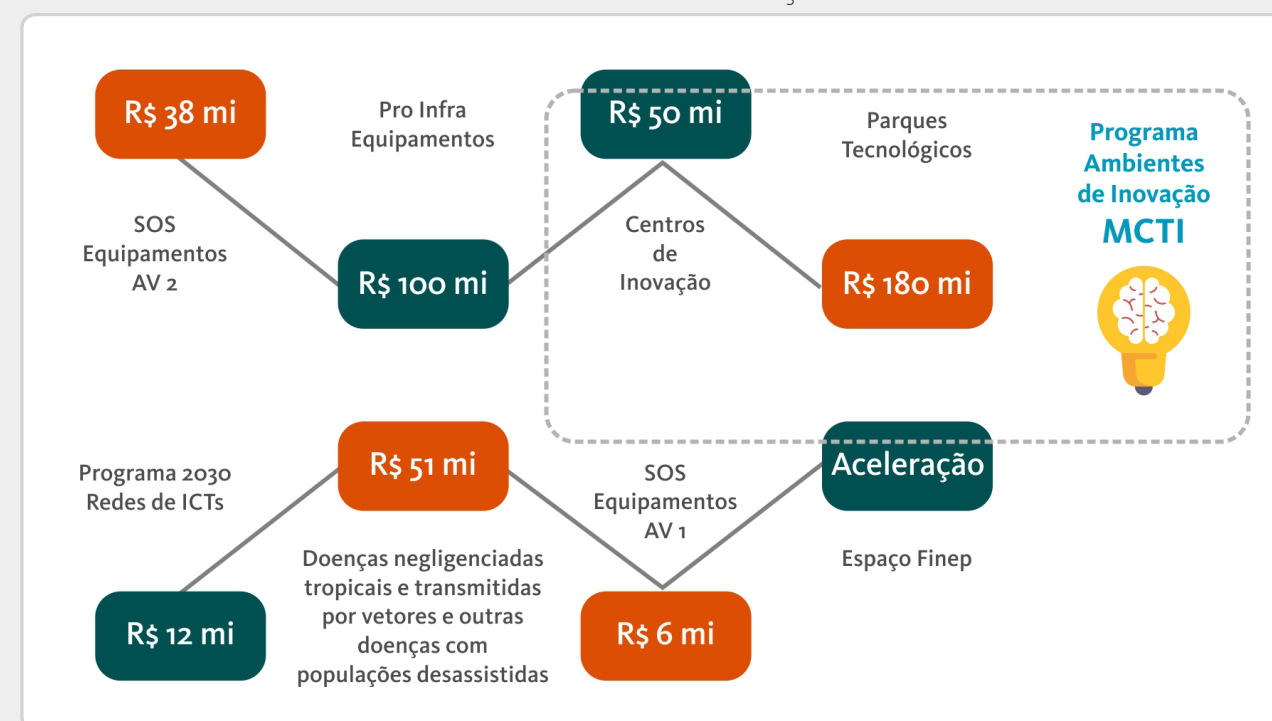 R$ 38 mi
SOS
Equipamentos
AV 2
Pro Infra
Equipamentos
R$ 100 mi
R$ 50 mi
Centros
de
Inovação
Parques
Tecnológicos
R$ 180 mi
Programa
Ambientes
de Inovação
MCTI
Programa 2030
Redes de ICTs
R$ 12 mi
R$ 51 mi
Doenças negligenciadas
tropicais e transmitidas
por vetores e outras
doenças com
populações desassistidas
SOS
Equipamentos
AV 1
R$ 6 mi
Aceleração
Espaço Finep